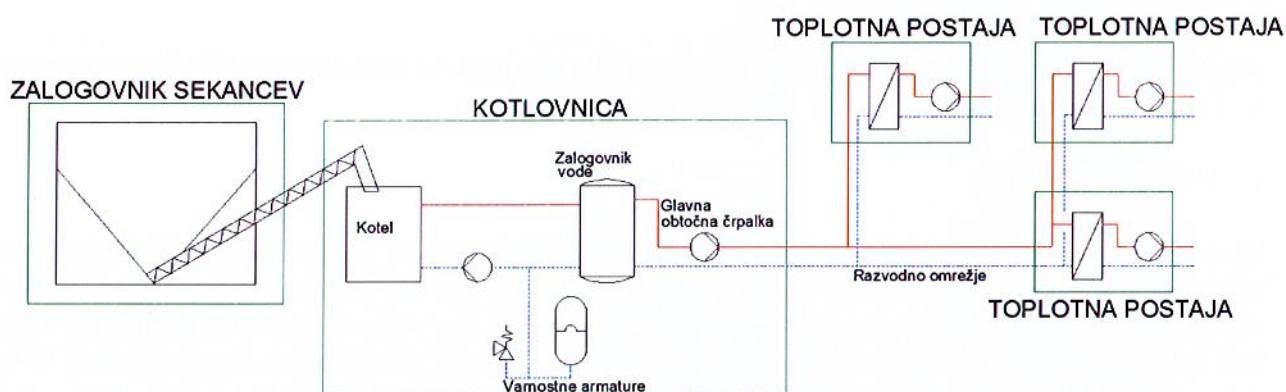 TOPLOTNA POSTAJA
TOPLOTNA POSTAJA
ZALOGOVNIK SEKANCEV
KOTLOVNICA
Zalogovnik
vode
Glavna
obtočna črpalka
Kotel
Razvodno omrežje
TOPLOTNA POSTAJA
Varnostne armature